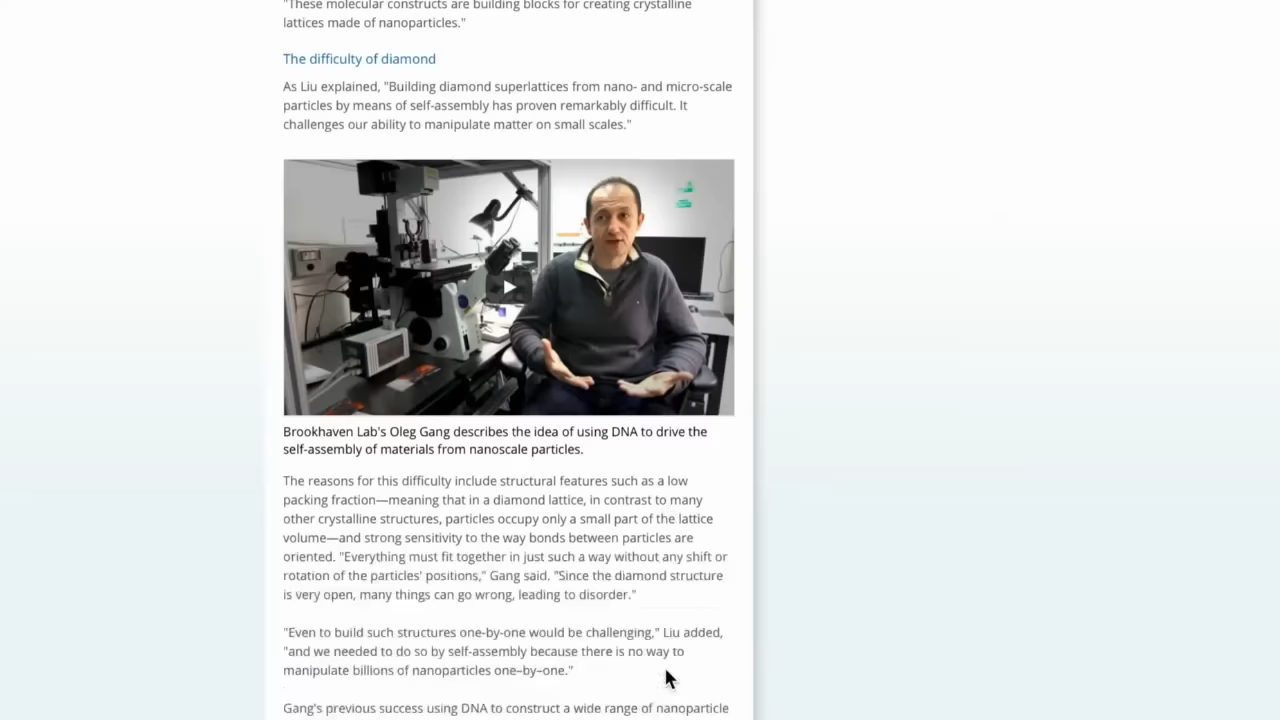 "These molecular constructs are building blocks for creating crystalline
lattices made of nanoparticles."
The difficulty of diamond
As Liu explained, "Building diamond superlattices from nano- and micro-scale
particles by means of self-assembly has proven remarkably difficult. It
challenges our ability to manipulate matter on small scales."
Brookhaven Lab's Oleg Gang describes the idea of using DNA to drive the
self-assembly of materials from nanoscale particles.
The reasons for this difficulty include structural features such as a low
packing fraction—meaning that in a diamond lattice, in contrast to many
other crystalline structures, particles occupy only a small part of the lattice
volume—and strong sensitivity to the way bonds between particles are
oriented. "Everything must fit together in just such a way without any shift or
rotation of the particles' positions," Gang said. "Since the diamond structure
is very open, many things can go wrong, leading to disorder."
"Even to build such structures one-by-one would be challenging," Liu added,
"and we needed to do so by self-assembly because there is no way to
manipulate billions of nanoparticles one-by-one."
Gang's previous success using DNA to construct a wide range of nanoparticle